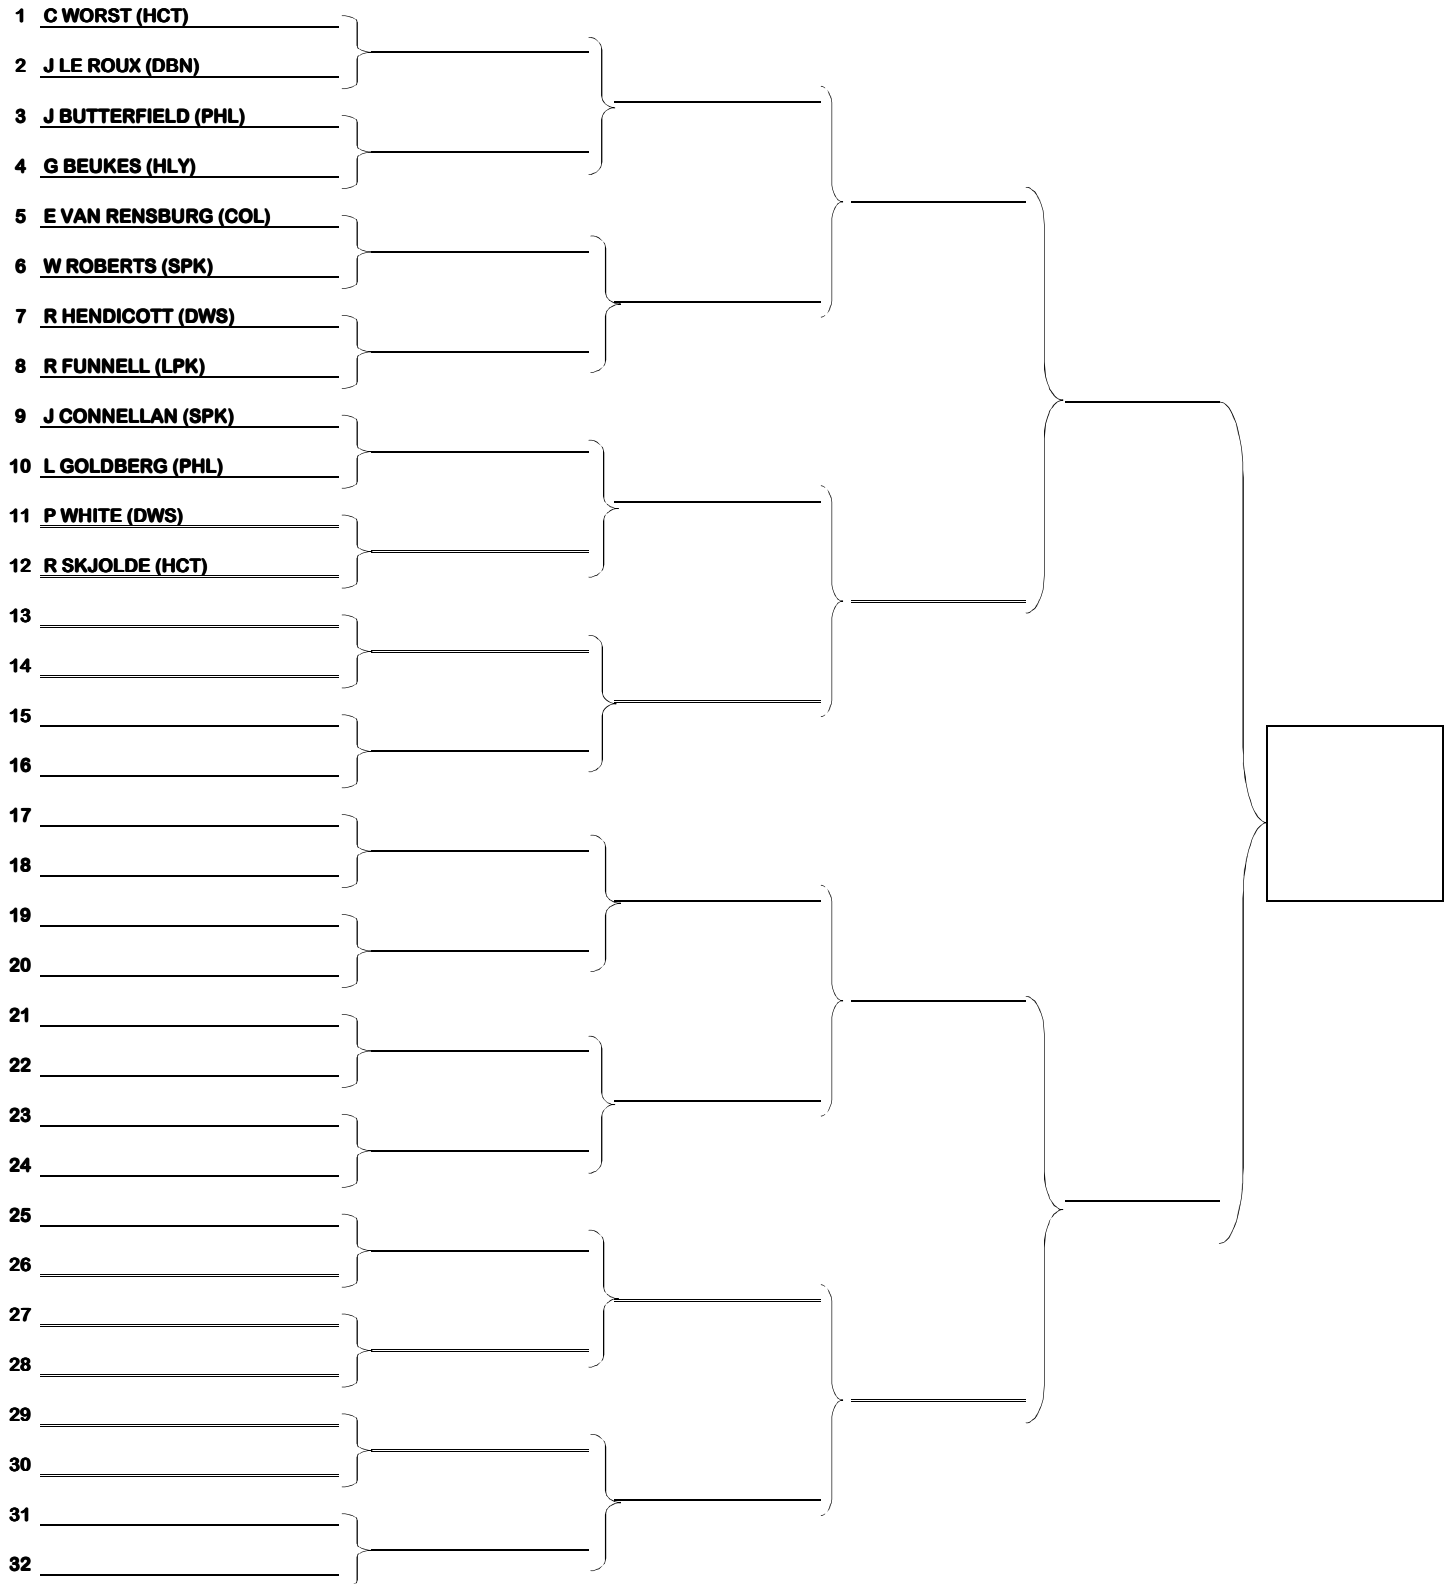 1 C WORST (HCT)
2 J LE ROUX (DBN)
3 J BUTTERFIELD (PHL)
4 G BEUKES (HLY)
5 E VAN RENSBURG (COL)
6 W ROBERTS (SPK)
7 R HENDICOTT (DWS)
8 R FUNNELL (LPK)
9 J CONNELLAN (SPK)
10 L GOLDBERG (PHL)
11 P WHITE (DWS)
12 R SKJOLDE (HCT)
13
14
15
16
17
18
19
20
21
22
23
24
25
26
27
28
29
30
31
32